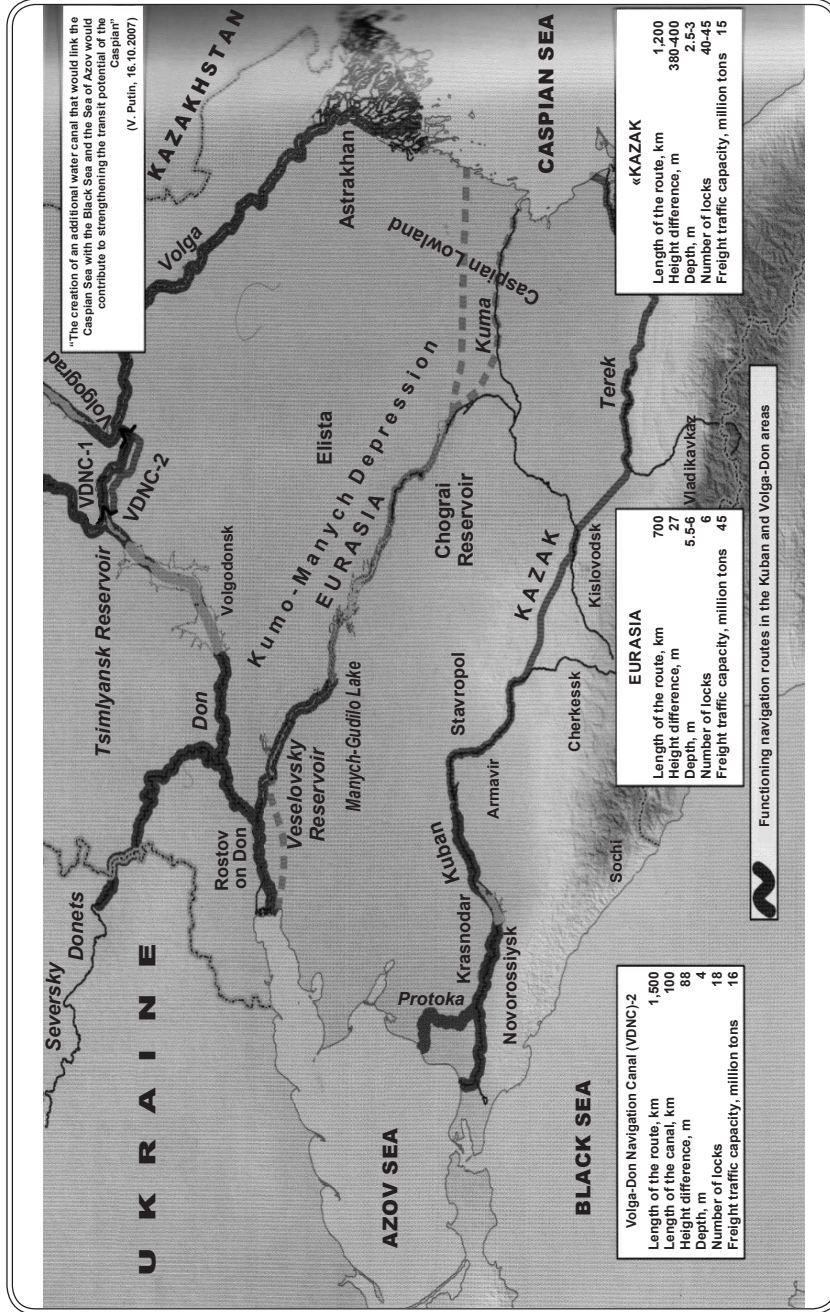 "The creation of an additional water canal that would link the
Caspian Sea with the Black Sea and the Sea of Azov would
contribute to strengthening the transit potential of the
Caspian"
(V. Putin, 16.10.2007)
UKRAINE
Seversky
Donets
Tsimlyansk Reservoir
VDNC-1
VDNC-2
Volgograd
Volga
KAZAKHSTAN
Don
Volgodonsk
Rostov
on Don
Kumo-Manych Depression
EURASIA
Elista
Astrakhan
Veselovsky
Reservoir
Manych-Gudilo Lake
Chograi
Reservoir
Caspian Lowland
Kuma
CASPIAN SEA
AZOV SEA
Protoka
Krasnodar
Kuban
Novorossiysk
Stavropol
Armavir
KAZAK
Cherkessk
Kislovodsk
Terek
Vladikavkaz
Sochi
BLACK SEA
Volga-Don Navigation Canal (VDNC)-2
Length of the route, km 1,500
Length of the canal, km 100
Height difference, m 88
Depth, m 4
Number of locks 18
Freight traffic capacity, million tons 16
EURASIA
Length of the route, km 700
Height difference, m 27
Depth, m 5.5-6
Number of locks 6
Freight traffic capacity, million tons 45
«KAZAK
Length of the route, km 1,200
Height difference, m 380-400
Depth, m 2.5-3
Number of locks 40-45
Freight traffic capacity, million tons 15
Functioning navigation routes in the Kuban and Volga-Don areas